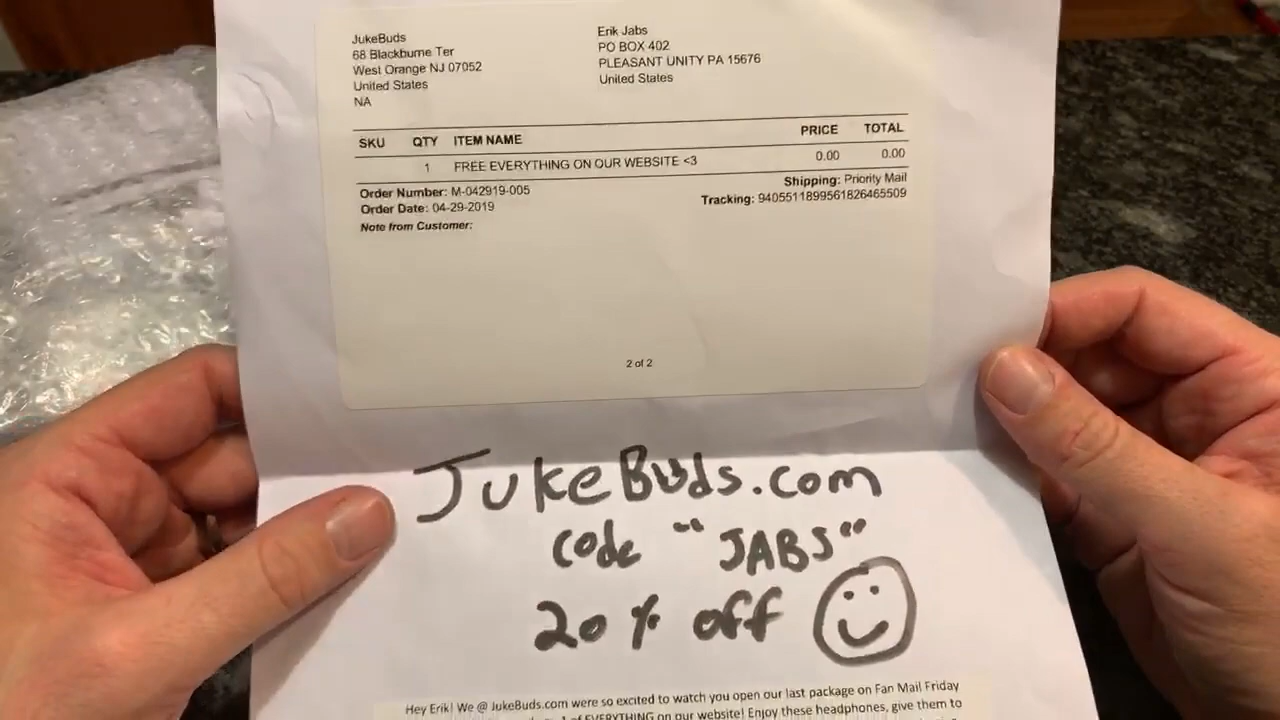 JukeBuds
68 Blackburne Ter
West Orange NJ 07052
United States
NA
Erik Jabs
PO BOX 402
PLEASANT UNITY PA 15676
United States
SKU QTY ITEM NAME PRICE TOTAL
1 FREE EVERYTHING ON OUR WEBSITE <3 0.00 0.00
Order Number: M-042919-005
Order Date: 04-29-2019
Note from Customer:
Shipping: Priority Mail
Tracking: 9405511899561826465509
2 of 2
JukeBuds.com
code "JABS"
20% off
Hey Erik! We @ JukeBuds.com were so excited to watch you open our last package on Fan Mail Friday
1 of EVERYTHING on our website! Enjoy these headphones, give them to